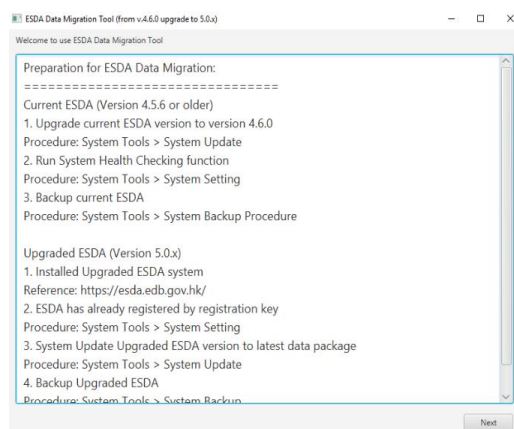 ESDA Data Migration Tool (from v.4.6.0 upgrade to 5.0.x)
Welcome to use ESDA Data Migration Tool
Preparation for ESDA Data Migration:
================================
Current ESDA (Version 4.5.6 or older)
1. Upgrade current ESDA version to version 4.6.0
Procedure: System Tools > System Update
2. Run System Health Checking function
Procedure: System Tools > System Setting
3. Backup current ESDA
Procedure: System Tools > System Backup Procedure
Upgraded ESDA (Version 5.0.x)
1. Installed Upgraded ESDA system
Reference: https://esda.edb.gov.hk/
2. ESDA has already registered by registration key
Procedure: System Tools > System Setting
3. System Update Upgraded ESDA version to latest data package
Procedure: System Tools > System Update
4. Backup Upgraded ESDA
Procedure: System Tools > System Backup
Next